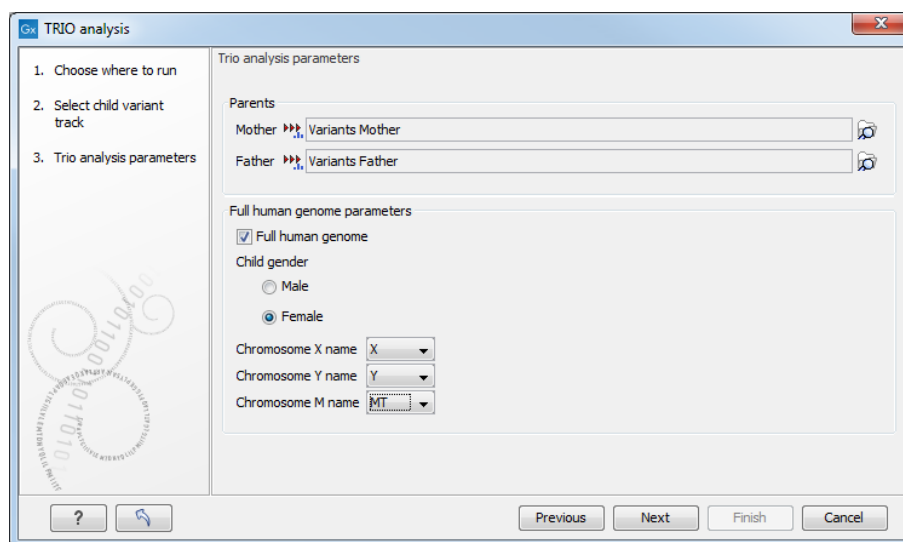 Gx TRIO analysis
1. Choose where to run
2. Select child variant
track
3. Trio analysis parameters
Trio analysis parameters
Parents
Mother Variants Mother
Father Variants Father
Full human genome parameters
Full human genome
Child gender
Male
Female
Chromosome X name X
Chromosome Y name Y
Chromosome M name MT
? Previous Next Finish Cancel